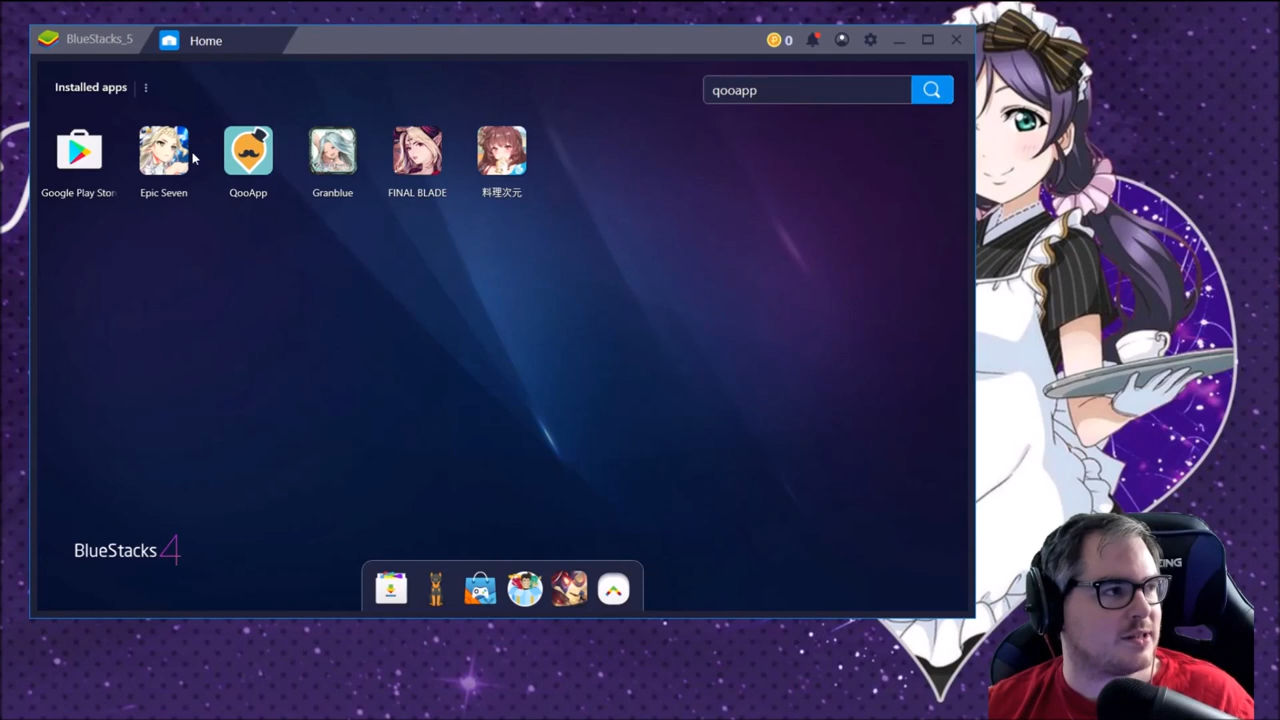 BlueStacks_5
Home
0
Installed apps
qooapp
Google Play Stor
Epic Seven
QooApp
Granblue
FINAL BLADE
料理次元
BlueStacks 4